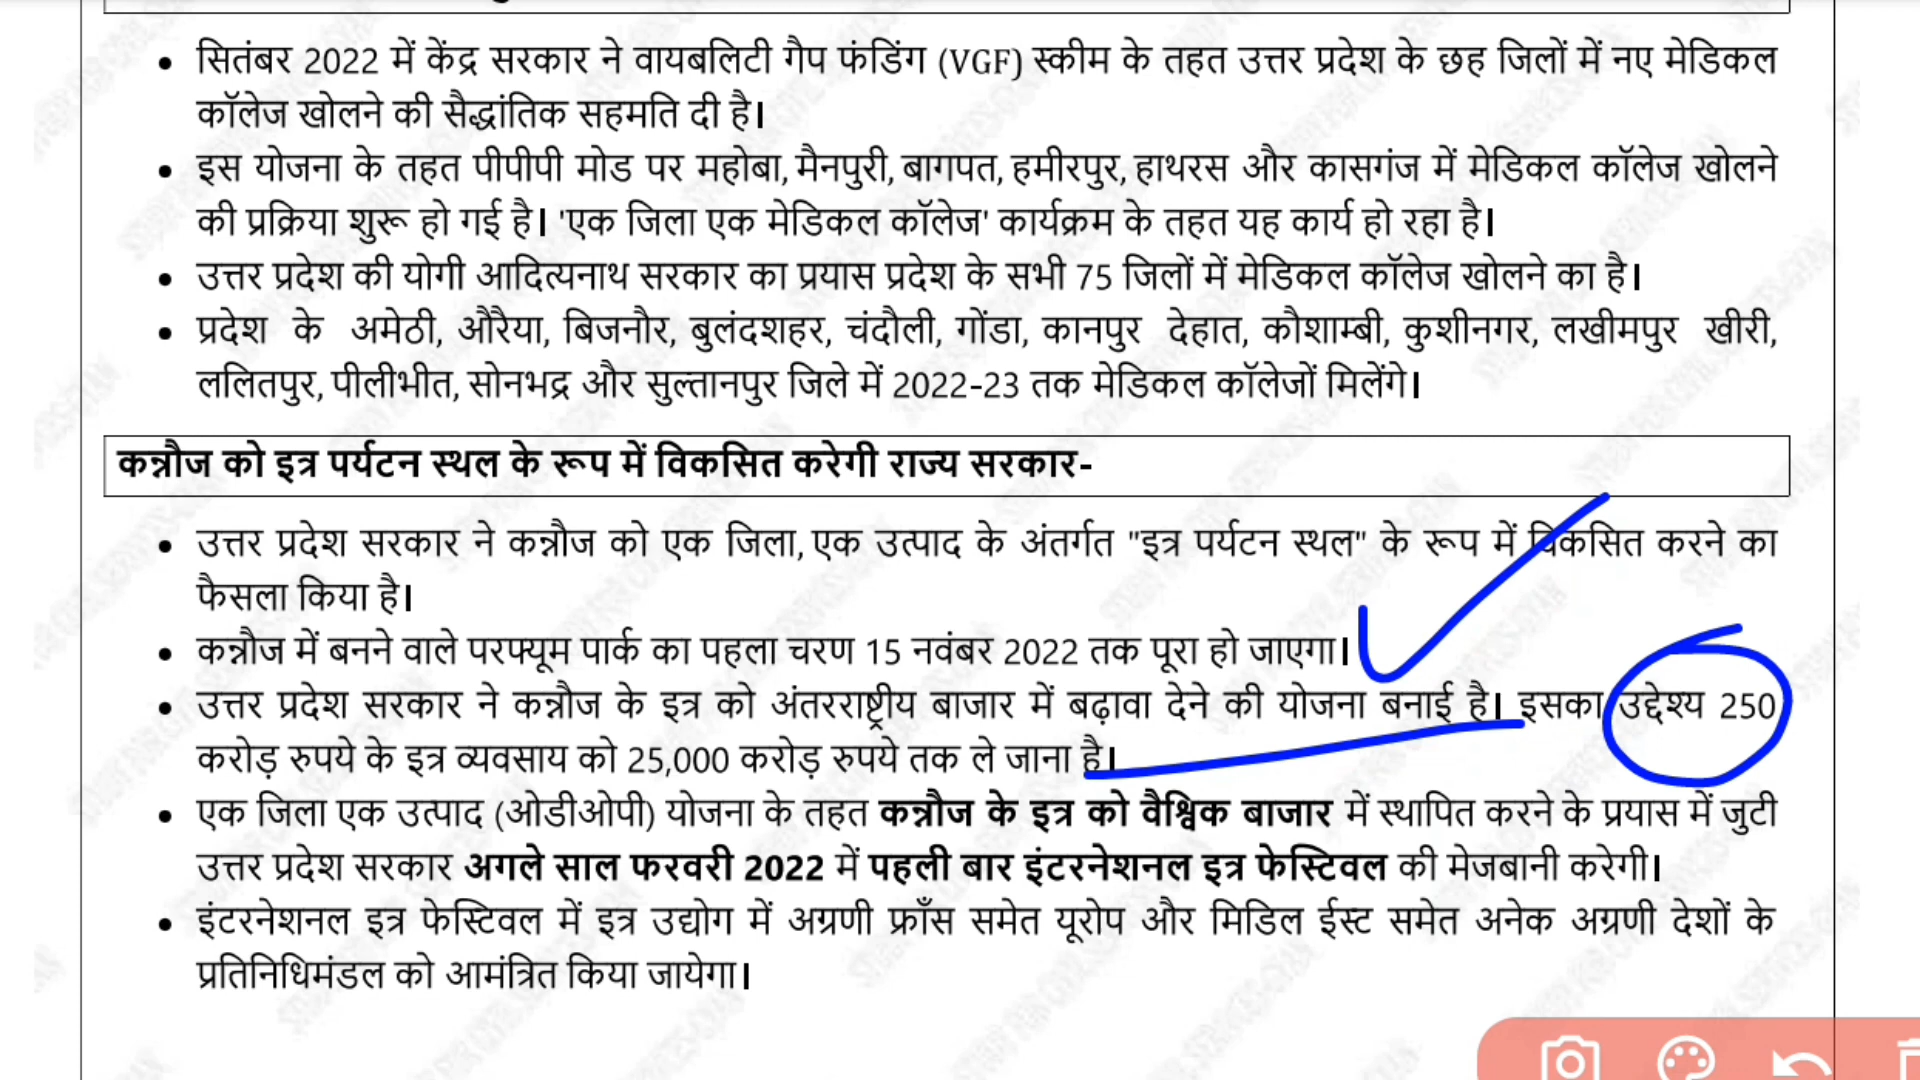 • सितंबर 2022 में केंद्र सरकार ने वायबलिटी गैप फंडिंग (VGF) स्कीम के तहत उत्तर प्रदेश के छह जिलों में नए मेडिकल
कॉलेज खोलने की सैद्धांतिक सहमति दी है।
• इस योजना के तहत पीपीपी मोड पर महोबा, मैनपुरी, बागपत, हमीरपुर, हाथरस और कासगंज में मेडिकल कॉलेज खोलने
की प्रक्रिया शुरू हो गई है। 'एक जिला एक मेडिकल कॉलेज' कार्यक्रम के तहत यह कार्य हो रहा है।
• उत्तर प्रदेश की योगी आदित्यनाथ सरकार का प्रयास प्रदेश के सभी 75 जिलों में मेडिकल कॉलेज खोलने का है।
• प्रदेश के अमेठी, औरैया, बिजनौर, बुलंदशहर, चंदौली, गोंडा, कानपुर देहात, कौशाम्बी, कुशीनगर, लखीमपुर खीरी,
ललितपुर, पीलीभीत, सोनभद्र और सुल्तानपुर जिले में 2022-23 तक मेडिकल कॉलेजों मिलेंगे।
कन्नौज को इत्र पर्यटन स्थल के रूप में विकसित करेगी राज्य सरकार-
• उत्तर प्रदेश सरकार ने कन्नौज को एक जिला, एक उत्पाद के अंतर्गत "इत्र पर्यटन स्थल" के रूप में विकसित करने का
फैसला किया है।
• कन्नौज में बनने वाले परफ्यूम पार्क का पहला चरण 15 नवंबर 2022 तक पूरा हो जाएगा।
• उत्तर प्रदेश सरकार ने कन्नौज के इत्र को अंतरराष्ट्रीय बाजार में बढ़ावा देने की योजना बनाई है। इसका उद्देश्य 250
करोड़ रुपये के इत्र व्यवसाय को 25,000 करोड़ रुपये तक ले जाना है।
• एक जिला एक उत्पाद (ओडीओपी) योजना के तहत कन्नौज के इत्र को वैश्विक बाजार में स्थापित करने के प्रयास में जुटी
उत्तर प्रदेश सरकार अगले साल फरवरी 2022 में पहली बार इंटरनेशनल इत्र फेस्टिवल की मेजबानी करेगी।
• इंटरनेशनल इत्र फेस्टिवल में इत्र उद्योग में अग्रणी फ्राँस समेत यूरोप और मिडिल ईस्ट समेत अनेक अग्रणी देशों के
प्रतिनिधिमंडल को आमंत्रित किया जायेगा।